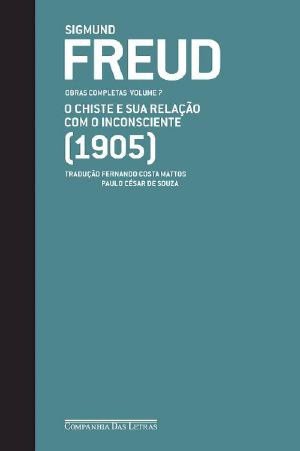 SIGMUND
FREUD
OBRAS COMPLETAS VOLUME 7
O CHISTE E SUA RELAÇÃO
COM O INCONSCIENTE
(1905)
TRADUÇÃO FERNANDO COSTA MATTOS
PAULO CÉSAR DE SOUZA
COMPANHIA DAS LETRAS